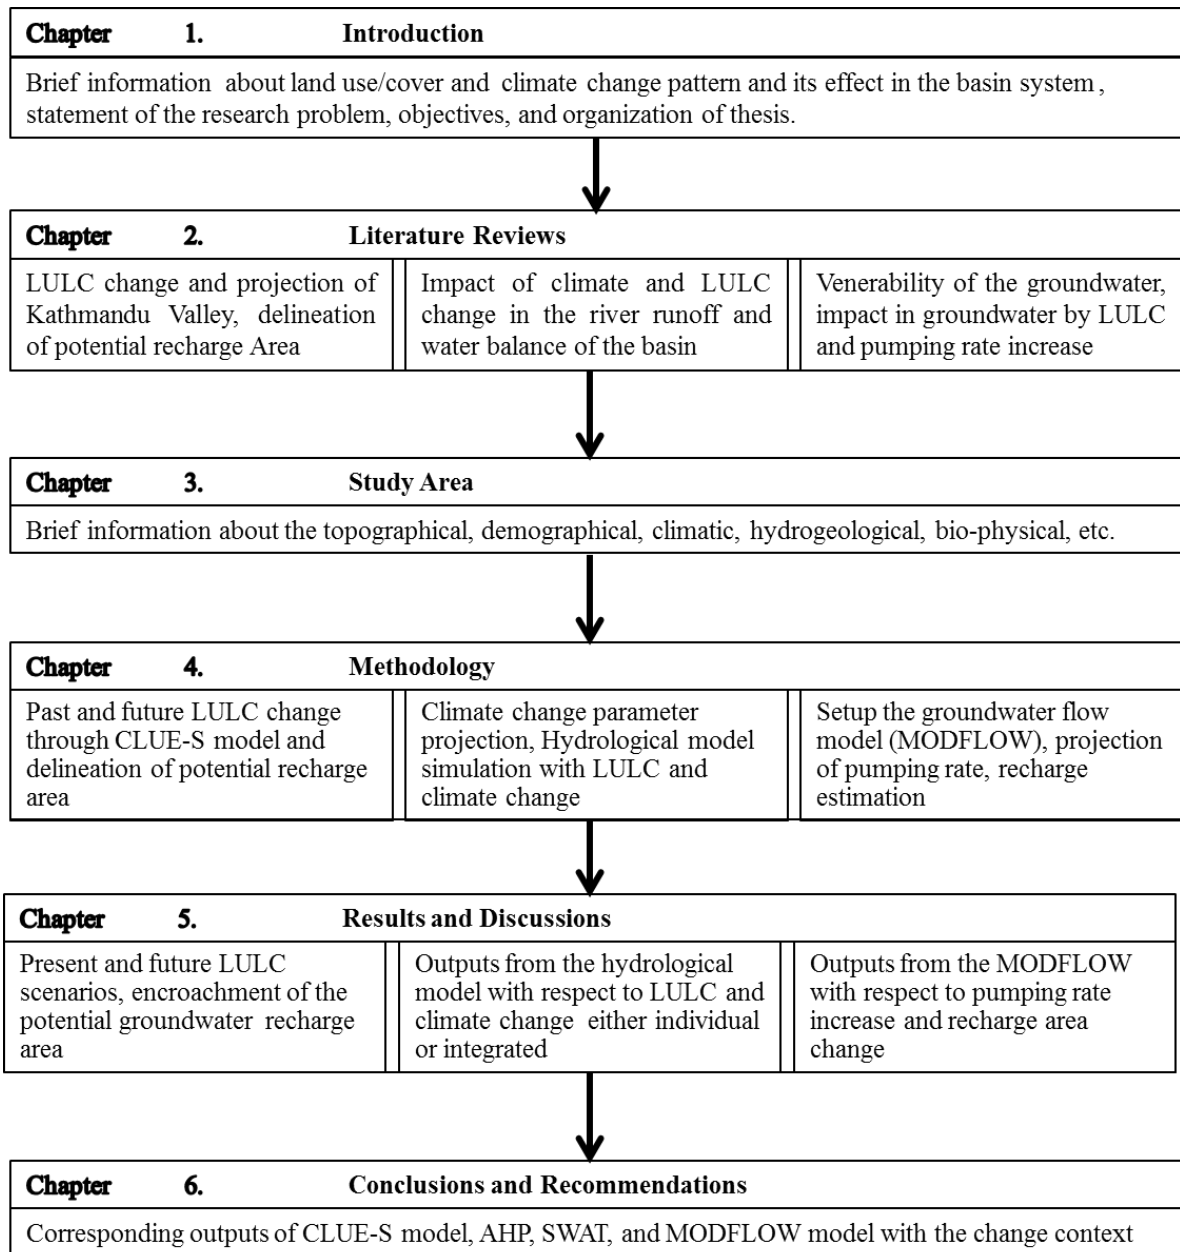 Chapter 1. Introduction
Brief information about land use/cover and climate change pattern and its effect in the basin system ,
statement of the research problem, objectives, and organization of thesis.
Chapter 2. Literature Reviews
LULC change and projection of
Kathmandu Valley, delineation
of potential recharge Area
Impact of climate and LULC
change in the river runoff and
water balance of the basin
Venerability of the groundwater,
impact in groundwater by LULC
and pumping rate increase
Chapter 3. Study Area
Brief information about the topographical, demographical, climatic, hydrogeological, bio-physical, etc.
Chapter 4. Methodology
Past and future LULC change
through CLUE-S model and
delineation of potential recharge
area
Climate change parameter
projection, Hydrological model
simulation with LULC and
climate change
Setup the groundwater flow
model (MODFLOW), projection
of pumping rate, recharge
estimation
Chapter 5. Results and Discussions
Present and future LULC
scenarios, encroachment of the
potential groundwater recharge
area
Outputs from the hydrological
model with respect to LULC and
climate change either individual
or integrated
Outputs from the MODFLOW
with respect to pumping rate
increase and recharge area
change
Chapter 6. Conclusions and Recommendations
Corresponding outputs of CLUE-S model, AHP, SWAT, and MODFLOW model with the change context